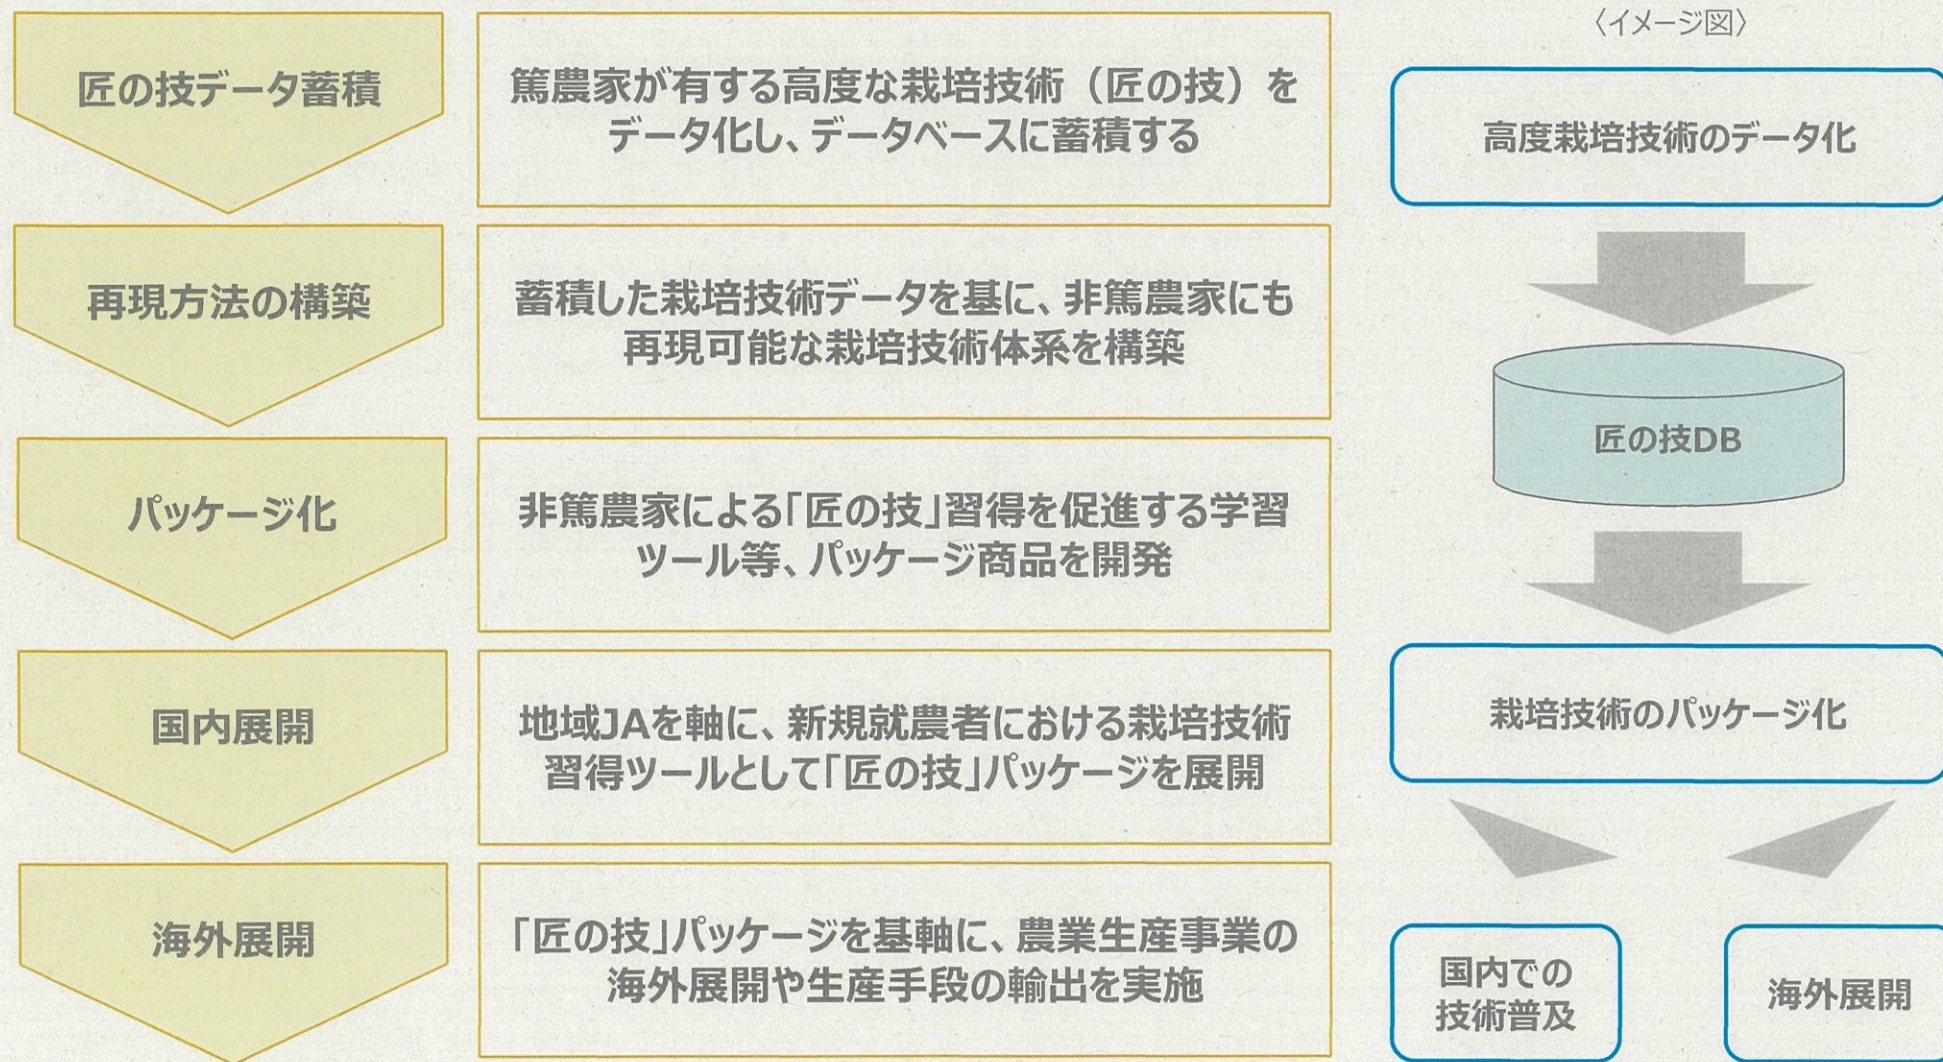 匠の技データ蓄積
篤農家が有する高度な栽培技術（匠の技）を
データ化し、データベースに蓄積する
再現方法の構築
蓄積した栽培技術データを基に、非篤農家にも
再現可能な栽培技術体系を構築
パッケージ化
非篤農家による「匠の技」習得を促進する学習
ツール等、パッケージ商品を開発
国内展開
地域JAを軸に、新規就農者における栽培技術
習得ツールとして「匠の技」パッケージを展開
海外展開
「匠の技」パッケージを基軸に、農業生産事業の
海外展開や生産手段の輸出を実施
〈イメージ図〉
高度栽培技術のデータ化
匠の技DB
栽培技術のパッケージ化
国内での
技術普及
海外展開